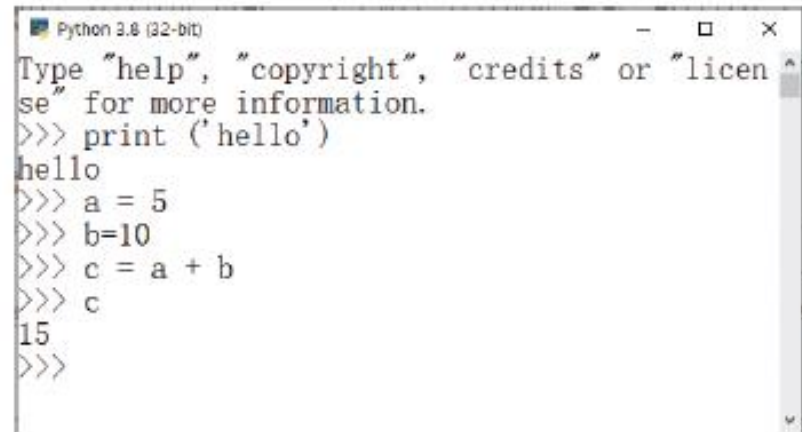 Python 3.8 (32-bit)
Type "help", "copyright", "credits" or "licen
se" for more information.
>>> print ('hello')
hello
>>> a = 5
>>> b=10
>>> c = a + b
>>> c
15
>>>